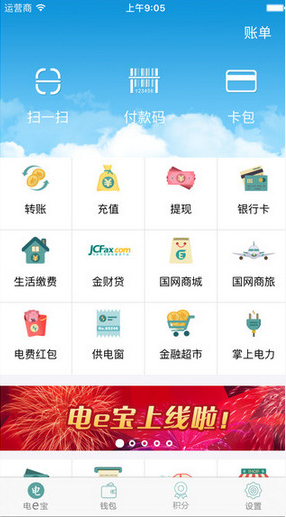 运营商 上午9:05
账单
扫一扫 付款码 卡包
转账 充值 提现 银行卡
JCFax.com
生活缴费 金财贷 国网商城 国网商旅
电费红包 供电窗 金融超市 掌上电力
电e宝上线啦!
电e宝 钱包 积分 设置